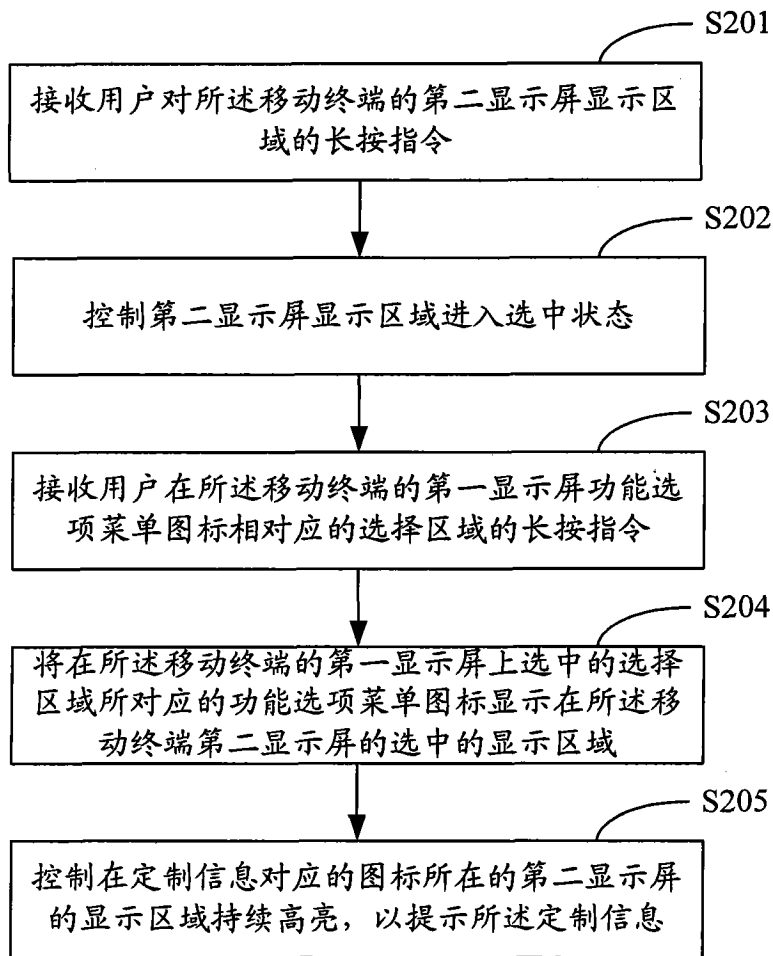 S201
接收用户对所述移动终端的第二显示屏显示区
域的长按指令
S202
控制第二显示屏显示区域进入选中状态
S203
接收用户在所述移动终端的第一显示屏功能选
项菜单图标相对应的选择区域的长按指令
S204
将在所述移动终端的第一显示屏上选中的选择
区域所对应的功能选项菜单图标显示在所述移
动终端第二显示屏的选中的显示区域
S205
控制在定制信息对应的图标所在的第二显示屏
的显示区域持续高亮，以提示所述定制信息